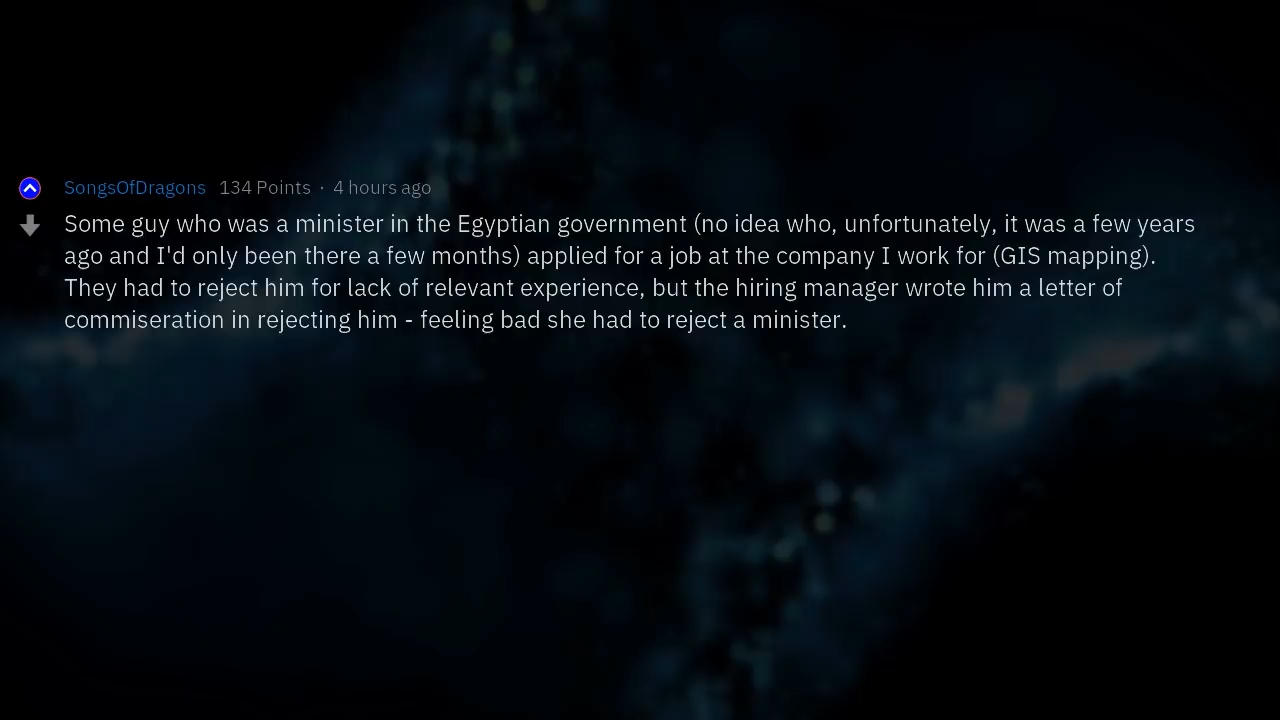 SongsOfDragons 134 Points · 4 hours ago
Some guy who was a minister in the Egyptian government (no idea who, unfortunately, it was a few years
ago and I'd only been there a few months) applied for a job at the company I work for (GIS mapping).
They had to reject him for lack of relevant experience, but the hiring manager wrote him a letter of
commiseration in rejecting him - feeling bad she had to reject a minister.